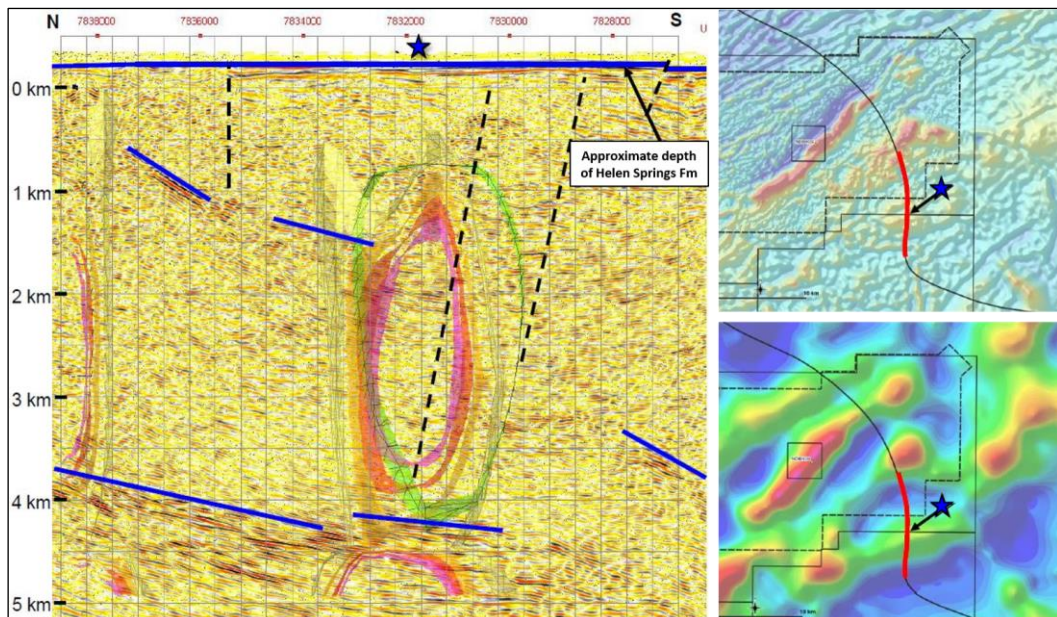 N
7838000
7836000
7834000
7832000
7830000
7828000
S
U
0 km
1 km
2 km
3 km
4 km
5 km
Approximate depth
of Helen Springs Fm
10 km
10 km